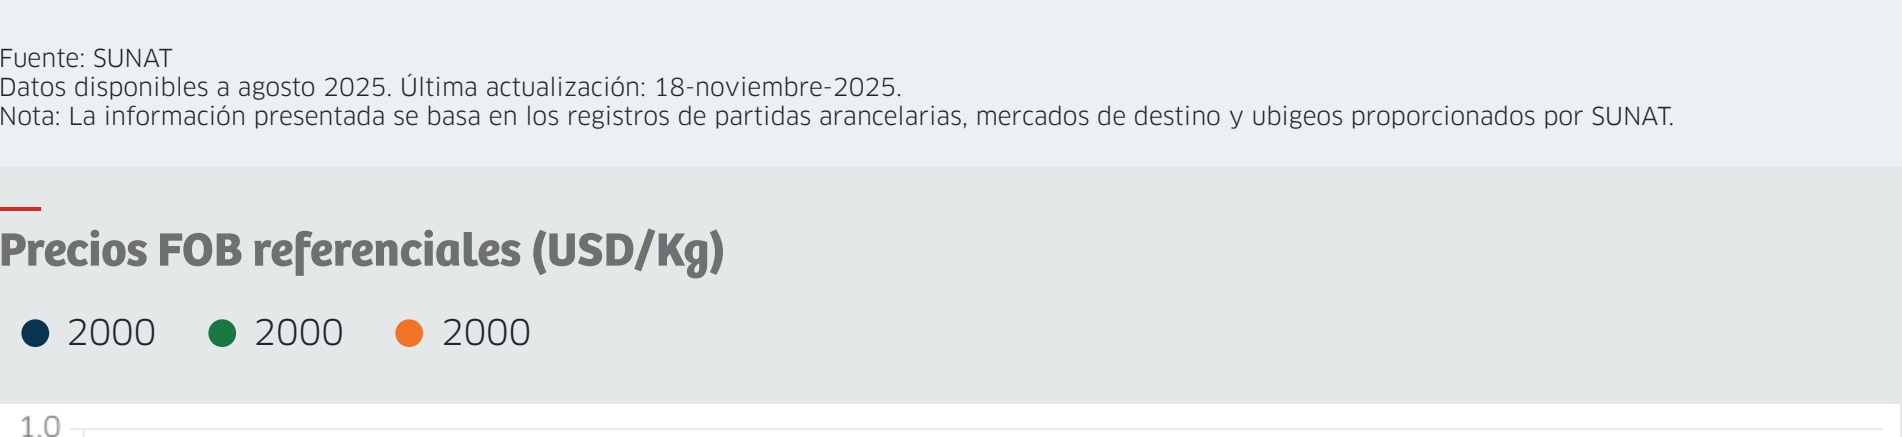 Fuente: SUNAT
Datos disponibles a agosto 2025. Última actualización: 18-noviembre-2025.
Nota: La información presentada se basa en los registros de partidas arancelarias, mercados de destino y ubigeos proporcionados por SUNAT.
Precios FOB referenciales (USD/Kg)
2000 2000 2000
1.0